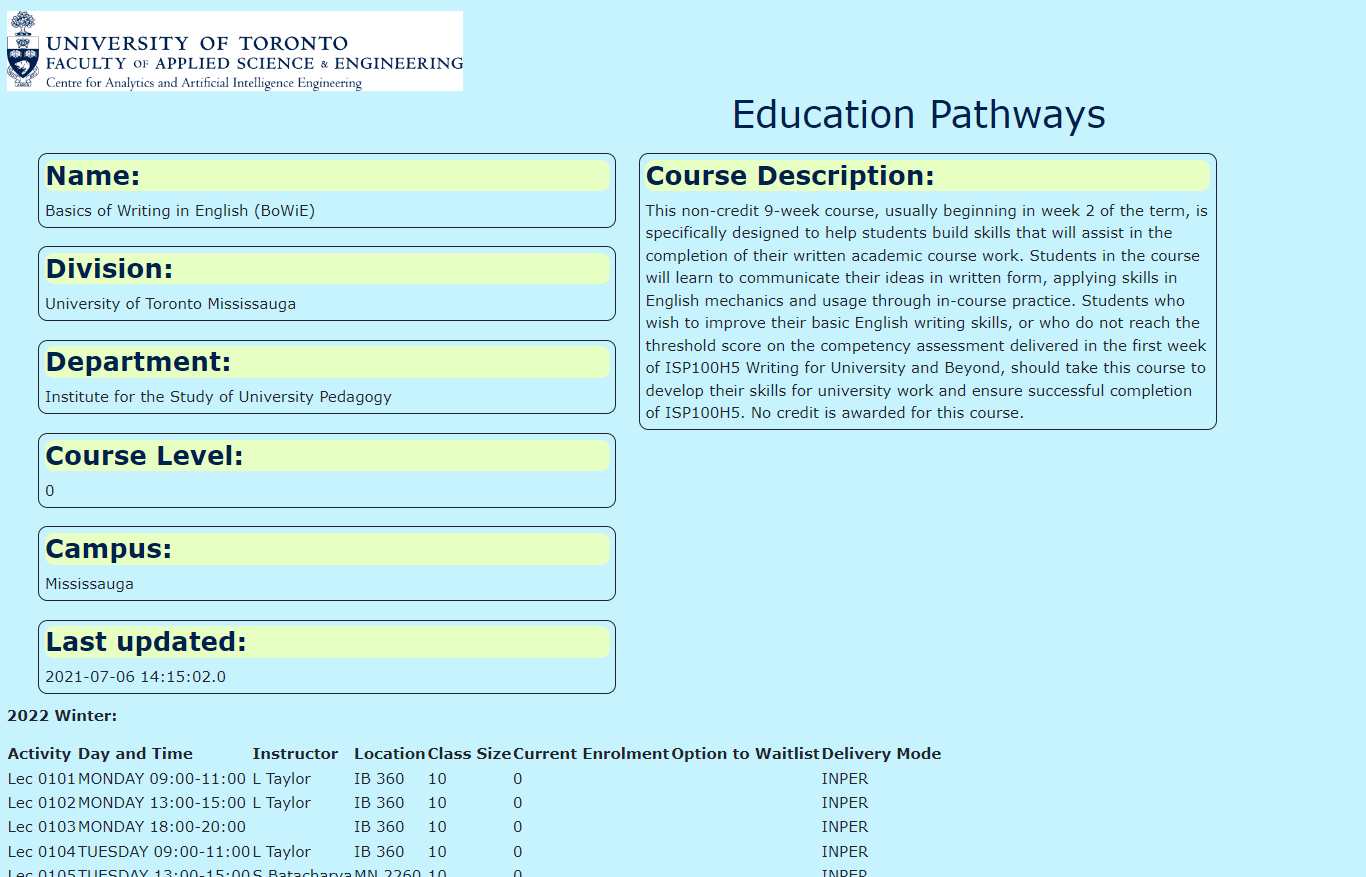 UNIVERSITY OF TORONTO
FACULTY OF APPLIED SCIENCE & ENGINEERING
Centre for Analytics and Artificial Intelligence Engineering
Education Pathways
Name:
Basics of Writing in English (BoWiE)
Division:
University of Toronto Mississauga
Department:
Institute for the Study of University Pedagogy
Course Level:
0
Campus:
Mississauga
Last updated:
2021-07-06 14:15:02.0
Course Description:
This non-credit 9-week course, usually beginning in week 2 of the term, is
specifically designed to help students build skills that will assist in the
completion of their written academic course work. Students in the course
will learn to communicate their ideas in written form, applying skills in
English mechanics and usage through in-course practice. Students who
wish to improve their basic English writing skills, or who do not reach the
threshold score on the competency assessment delivered in the first week
of ISP100H5 Writing for University and Beyond, should take this course to
develop their skills for university work and ensure successful completion
of ISP100H5. No credit is awarded for this course.
2022 Winter:
Activity Day and Time Instructor Location Class Size Current Enrolment Option to Waitlist Delivery Mode
Lec 0101 MONDAY 09:00-11:00 L Taylor IB 360 10 0 INPER
Lec 0102 MONDAY 13:00-15:00 L Taylor IB 360 10 0 INPER
Lec 0103 MONDAY 18:00-20:00 IB 360 10 0 INPER
Lec 0104 TUESDAY 09:00-11:00 L Taylor IB 360 10 0 INPER
Lec 0105 TUESDAY 13:00-15:00 S Batacharya MN 2260 10 0 INPER